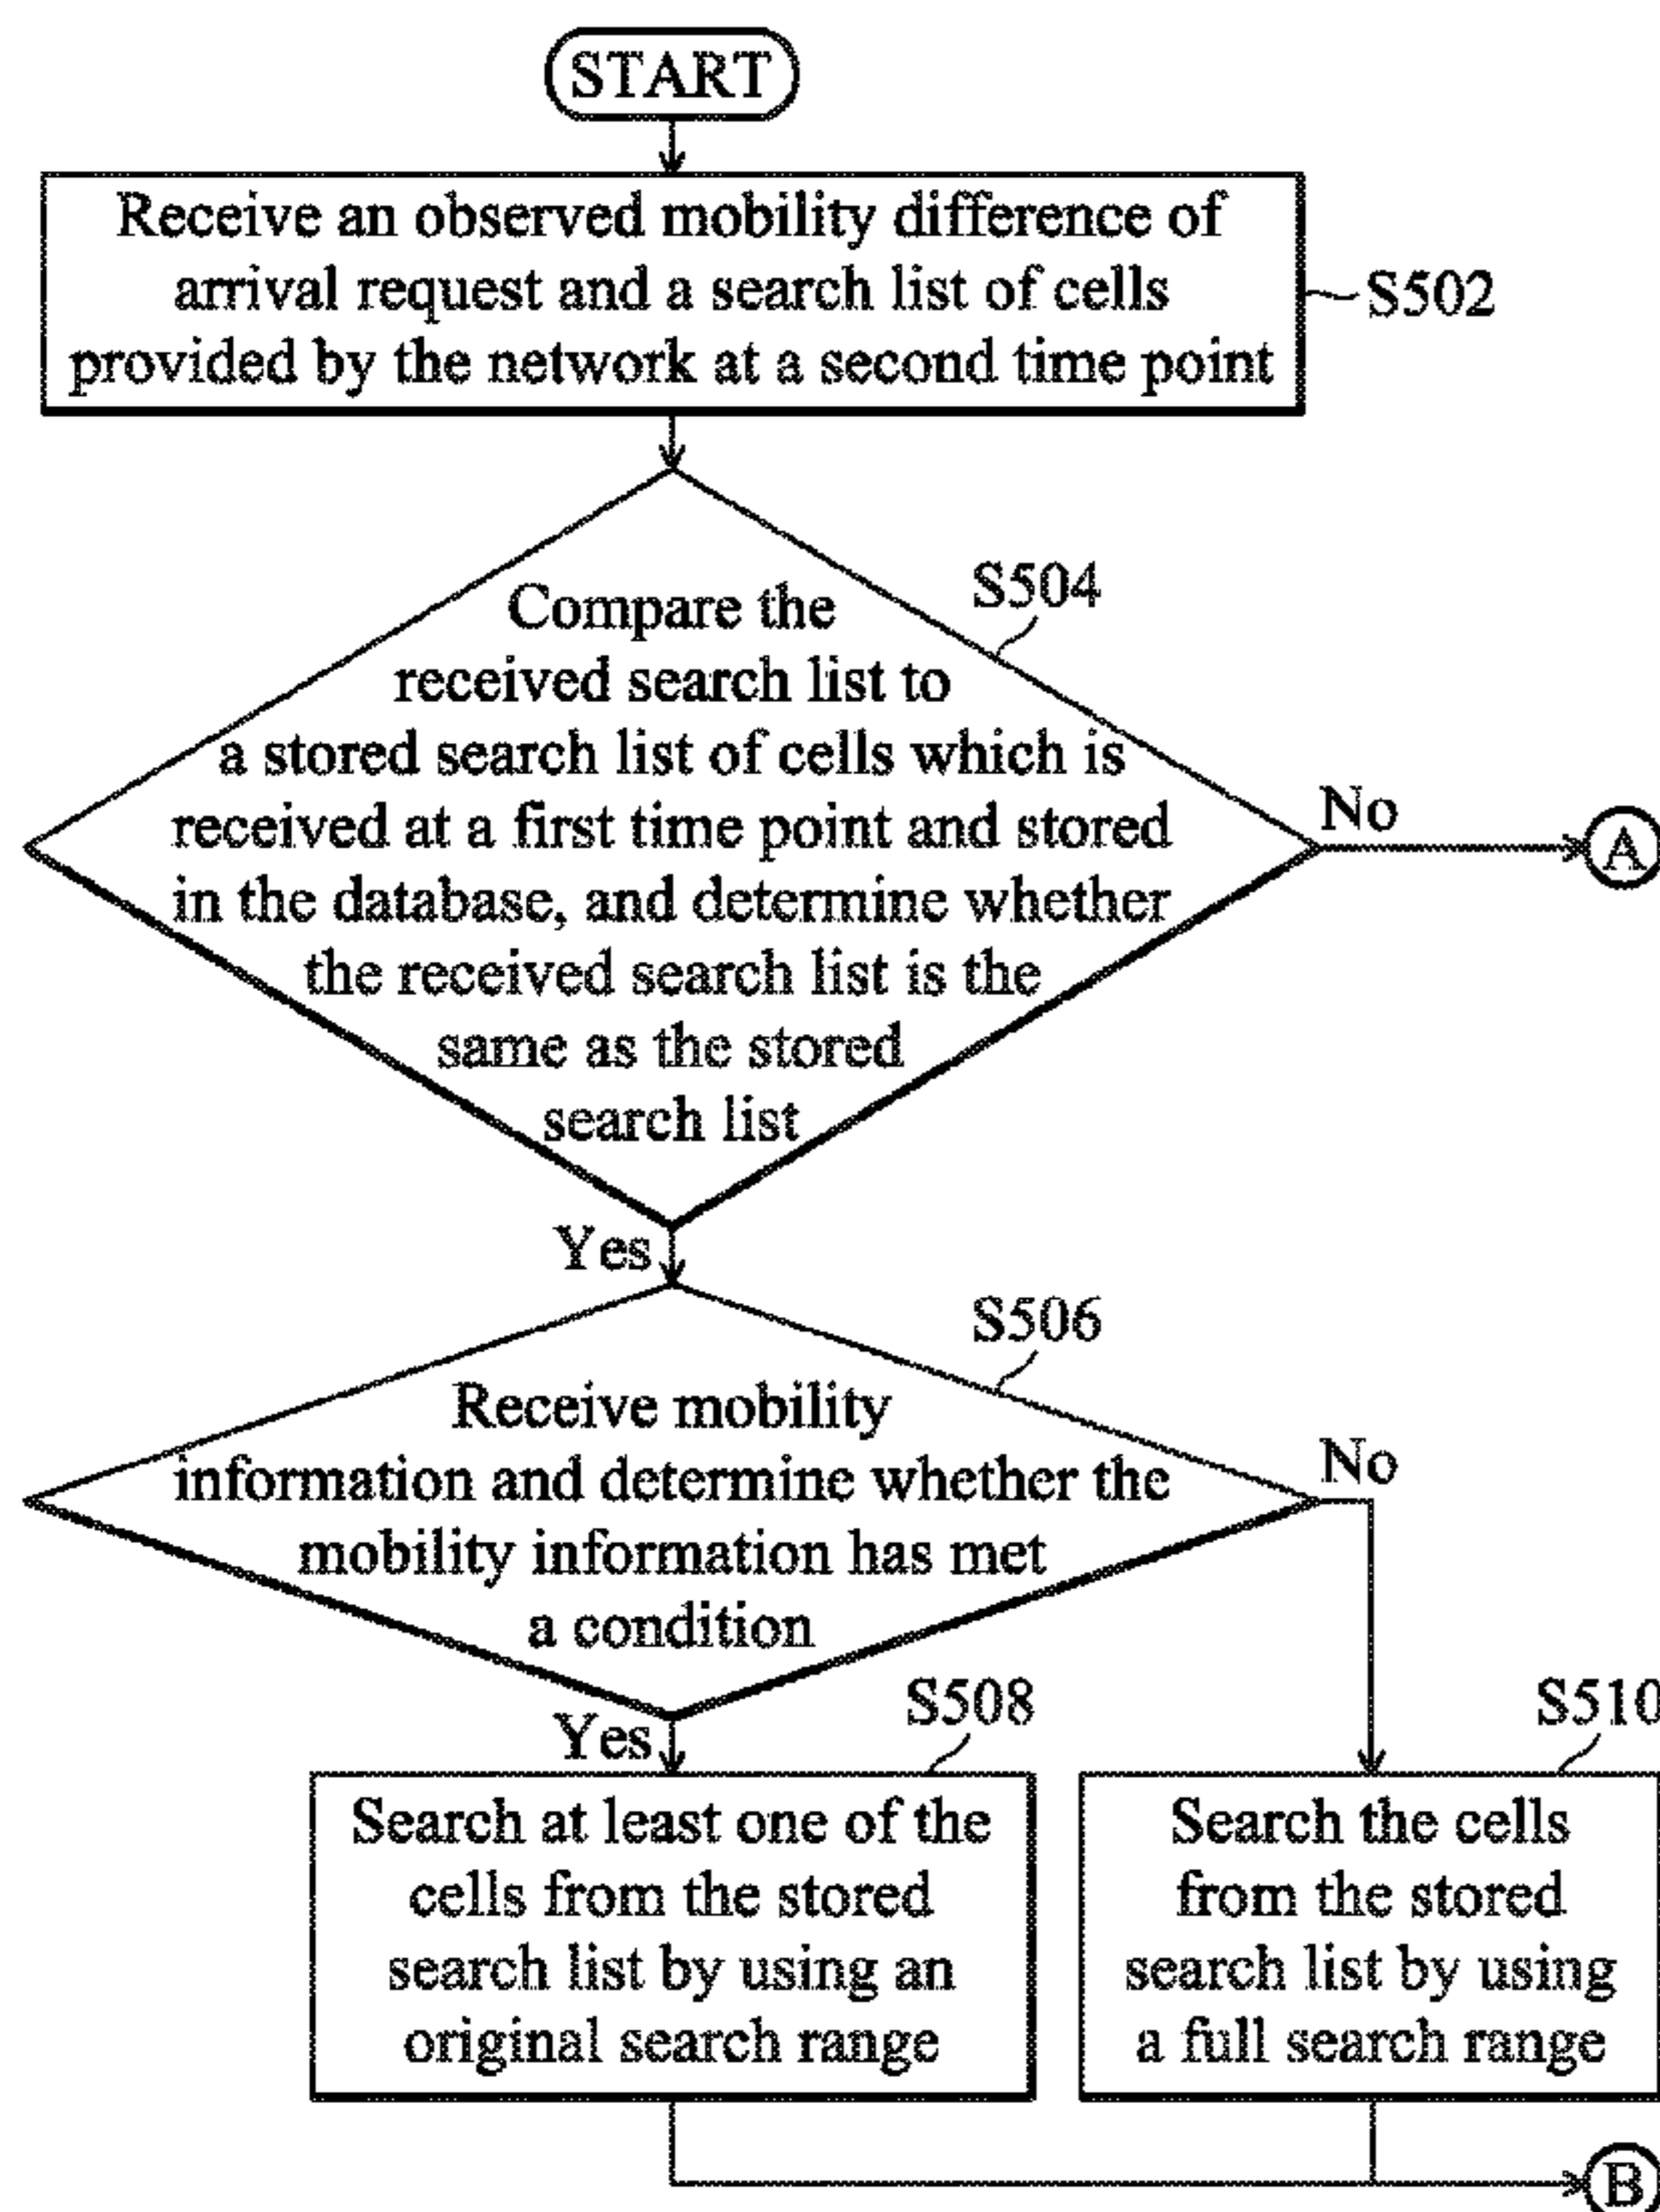 START
Receive an observed mobility difference of
arrival request and a search list of cells
provided by the network at a second time point
S502
S504
Compare the
received search list to
a stored search list of cells which is
received at a first time point and stored
in the database, and determine whether
the received search list is the
same as the stored
search list
No
A
Yes
S506
Receive mobility
information and determine whether the
mobility information has met
a condition
No
Yes
S508
Search at least one of the
cells from the stored
search list by using an
original search range
S510
Search the cells
from the stored
search list by using
a full search range
B